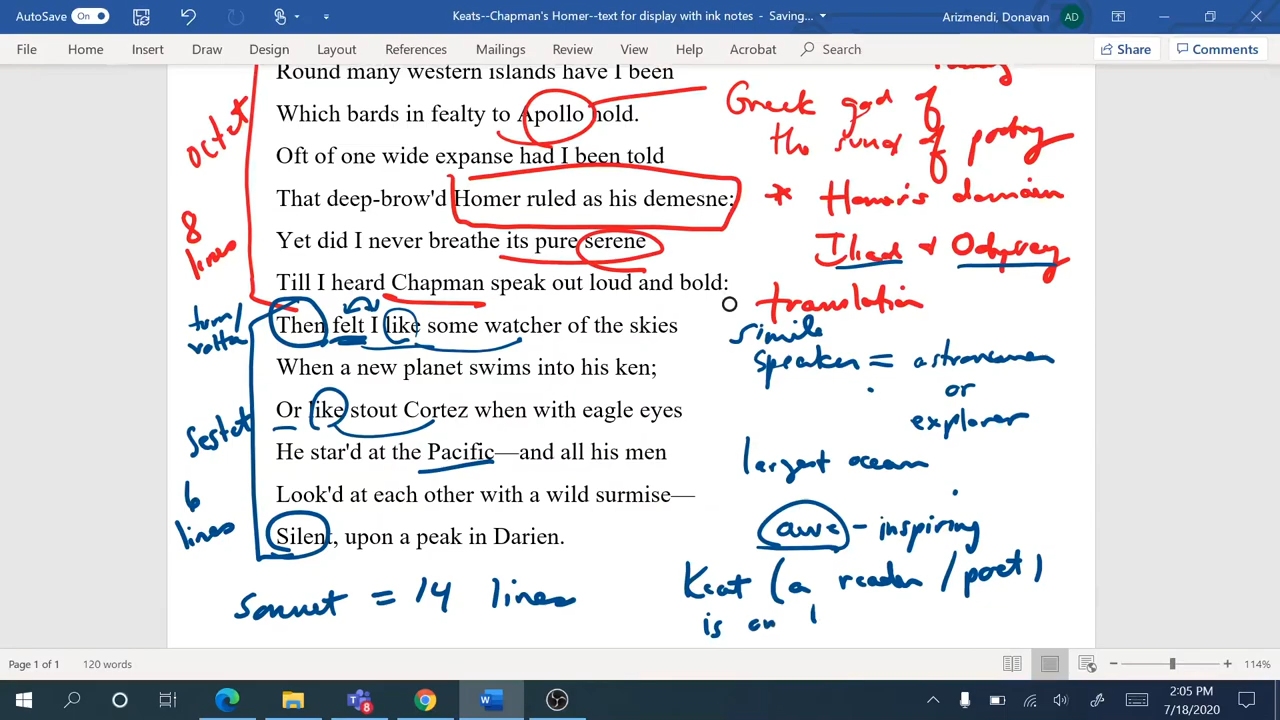 AutoSave On Keats--Chapman's Homer--text for display with ink notes - Saving... Arizmendi, Donavan AD
File Home Insert Draw Design Layout References Mailings Review View Help Acrobat Search Share Comments
Round many western islands have I been
Which bards in fealty to Apollo hold.
Greek god of
the sun of poetry
Oft of one wide expanse had I been told
octet
That deep-brow'd Homer ruled as his demesne:
* Homer's domain
Yet did I never breathe its pure serene
8
lines
Iliad & Odyssey
Till I heard Chapman speak out loud and bold:
translation
turn/
volta
Then felt I like some watcher of the skies
simile
When a new planet swims into his ken;
speaker = astronomer
or
explorer
Or like stout Cortez when with eagle eyes
sestet
He star'd at the Pacific—and all his men
largest ocean
Look'd at each other with a wild surmise—
6
lines
Silent, upon a peak in Darien.
awe - inspiring
sonnet = 14 lines
Keat (a reader / poet)
is on
Page 1 of 1 120 words 114%
2:05 PM
7/18/2020
8